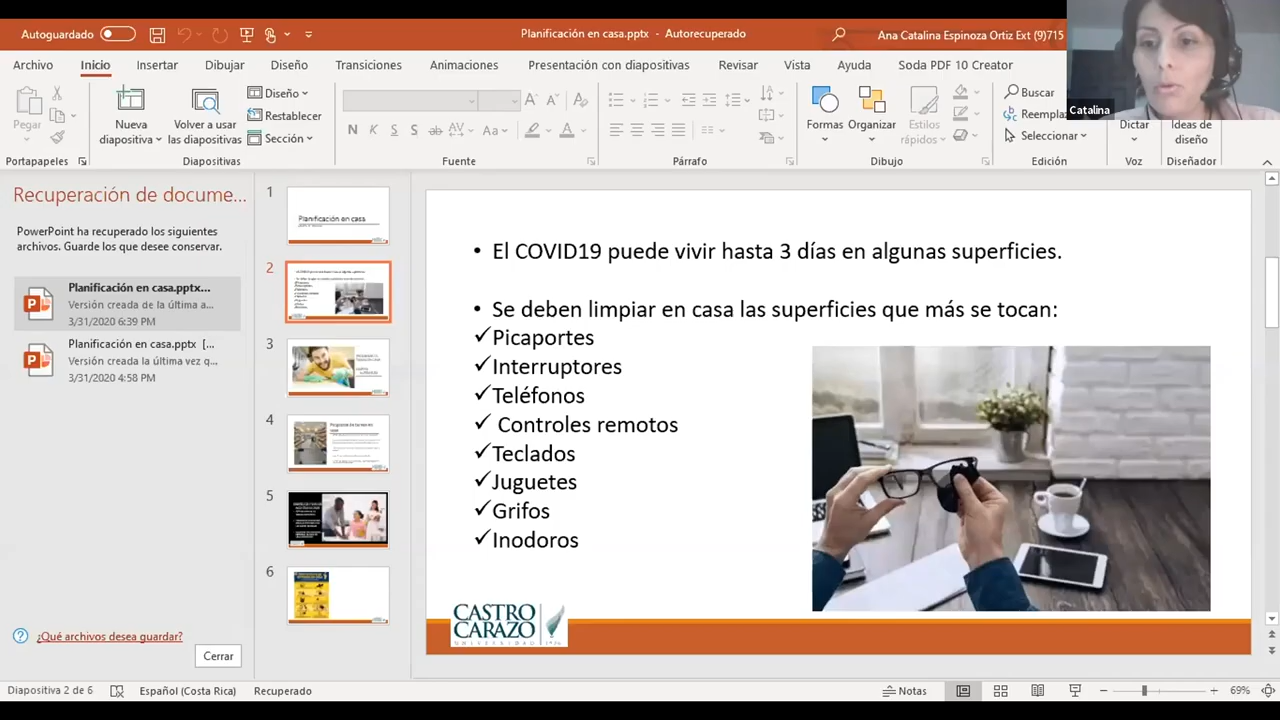 Autoguardado
Planificación en casa.pptx - Autorecuperado
Ana Catalina Espinoza Ortiz Ext (9)715
Archivo Inicio Insertar Dibujar Diseño Transiciones Animaciones Presentación con diapositivas Revisar Vista Ayuda Soda PDF 10 Creator
Catalina
Pegar
Nueva diapositiva
Volver a usar las diapositivas
Diseño
Restablecer
Sección
Formas
Organizar
Estilos rápidos
Buscar
Seleccionar
Dictar
Ideas de diseño
Portapapeles Diapositivas Fuente Párrafo Dibujo Edición Voz Diseñador
Recuperación de docume...
PowerPoint ha recuperado los siguientes
archivos. Guarde los que desee conservar.
Planificación en casa.pptx...
Versión creada de la última a...
3/31/2020 6:39 PM
Planificación en casa.pptx [...
Versión creada la última vez q...
3/31/2020 4:58 PM
¿Qué archivos desea guardar?
Cerrar
1
Planificación en casa
2
3
4
5
6
• El COVID19 puede vivir hasta 3 días en algunas superficies.
• Se deben limpiar en casa las superficies que más se tocan:
✓Picaportes
✓Interruptores
✓Teléfonos
✓ Controles remotos
✓Teclados
✓Juguetes
✓Grifos
✓Inodoros
CASTRO
CARAZO
UNIVERSIDAD
Diapositiva 2 de 6 Español (Costa Rica) Recuperado Notas 69%